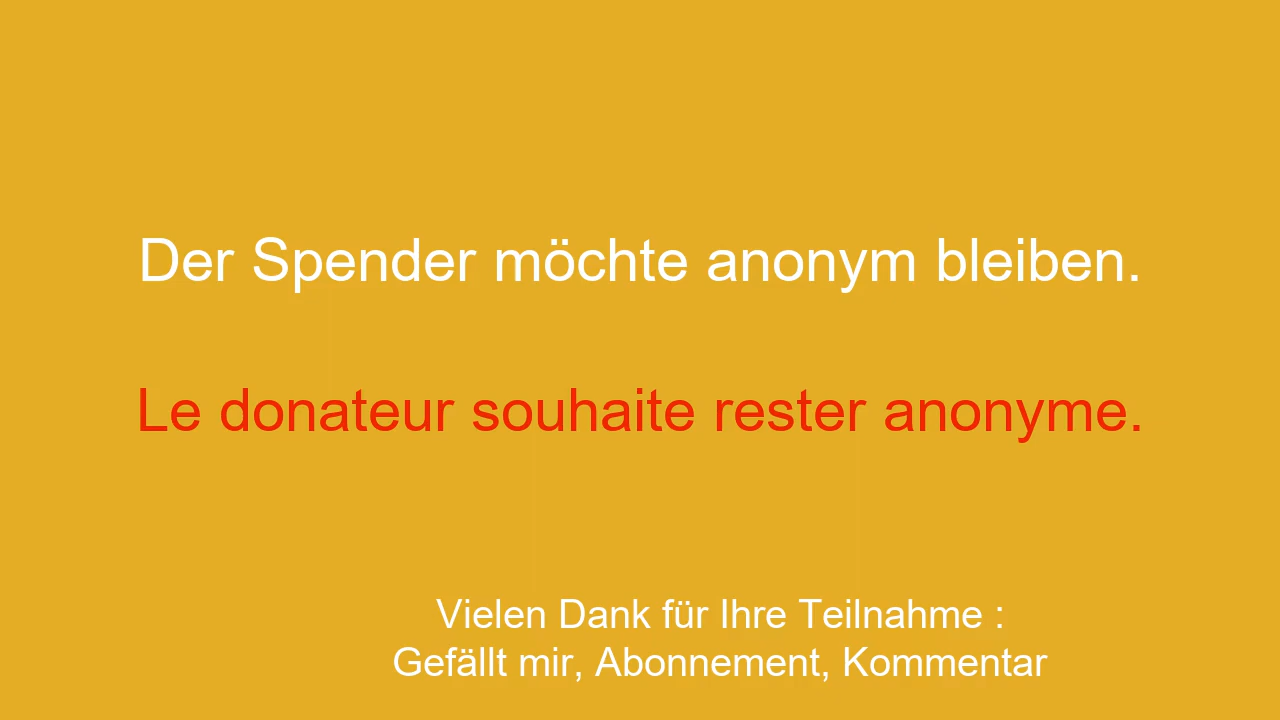 Der Spender möchte anonym bleiben.
Le donateur souhaite rester anonyme.
Vielen Dank für Ihre Teilnahme :
Gefällt mir, Abonnement, Kommentar